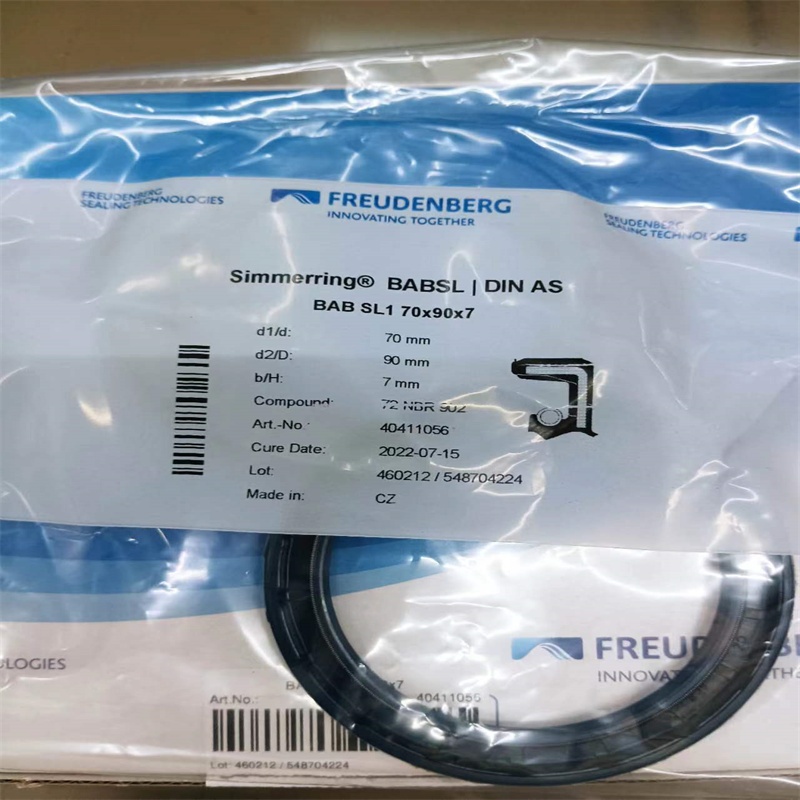 FREUDENBERG
SEALING TECHNOLOGIES
FREUDENBERG
INNOVATING TOGETHER
FREUDENBERG
SEALING TECHNOLOGIES
Simmerring® BABSL | DIN AS
BAB SL1 70x90x7
d1/d: 70 mm
d2/D: 90 mm
b/H: 7 mm
Compound: 72 NBR 902
Art.-No.: 40411056
Cure Date: 2022-07-15
Lot: 460212 / 548704224
Made in: CZ
LOGIES
FREUD
INNOVATI
Art.No.: 40411056
Lot: 460212 / 548704224